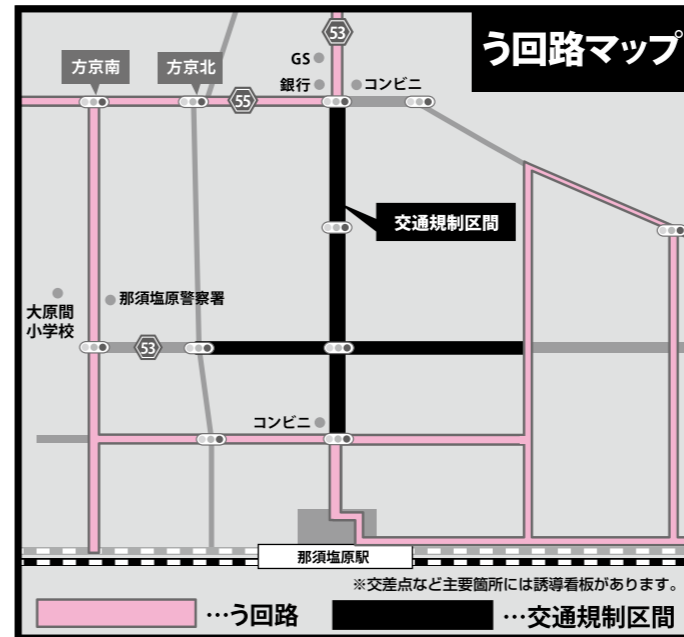 53
う回路マップ
GS
方京南
方京北
銀行
コンビニ
55
交通規制区間
那須塩原警察署
大原間
小学校
53
コンビニ
那須塩原駅
※交差点など主要箇所には誘導看板があります。
…う回路
…交通規制区間